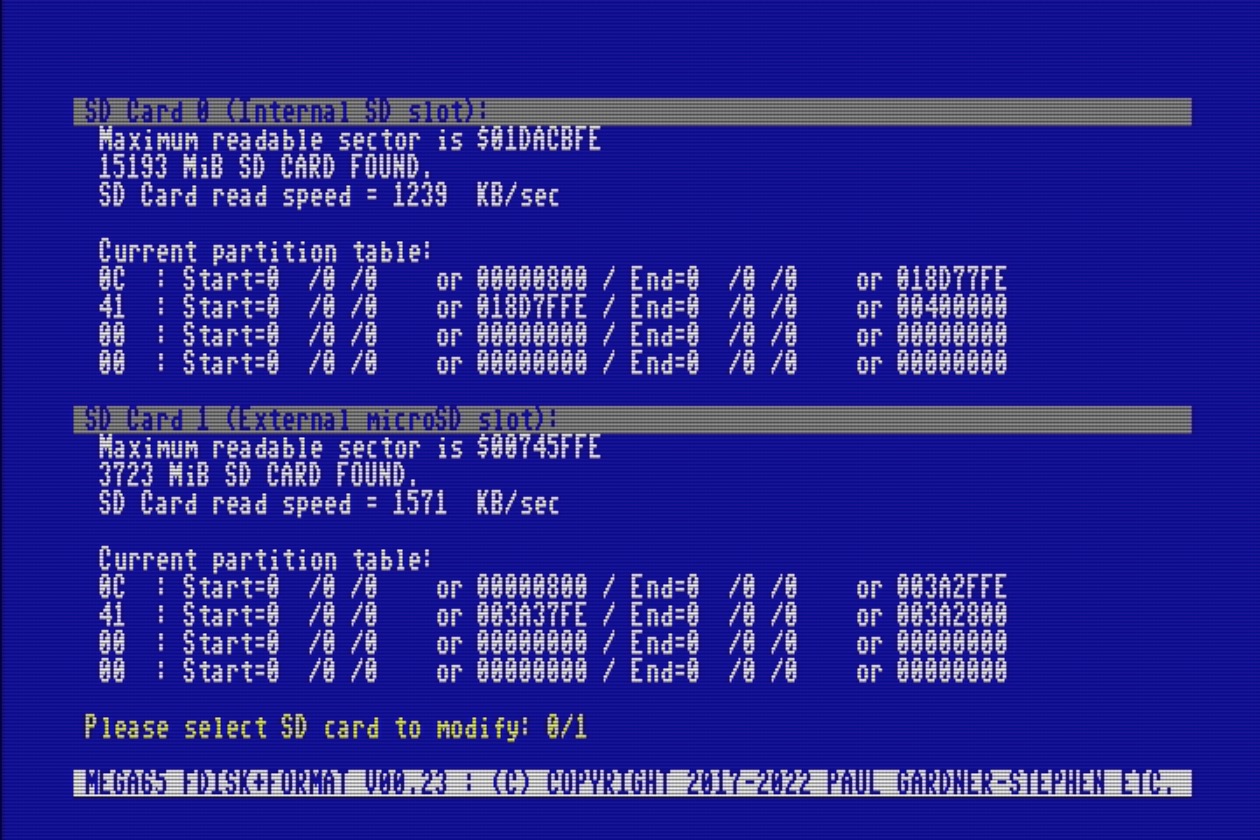 SD Card 0 (Internal SD slot):
Maximum readable sector is $01DACBFE
15193 MiB SD CARD FOUND.
SD Card read speed = 1239  KB/sec
Current partition table:
0C  : Start=0  /0 /0    or 00000800 / End=0  /0 /0    or 018D77FE
41  : Start=0  /0 /0    or 018D7FFE / End=0  /0 /0    or 00400000
00  : Start=0  /0 /0    or 00000000 / End=0  /0 /0    or 00000000
00  : Start=0  /0 /0    or 00000000 / End=0  /0 /0    or 00000000
SD Card 1 (External microSD slot):
Maximum readable sector is $00745FFE
3723 MiB SD CARD FOUND.
SD Card read speed = 1571  KB/sec
Current partition table:
0C  : Start=0  /0 /0    or 00000800 / End=0  /0 /0    or 003A2FFE
41  : Start=0  /0 /0    or 003A37FE / End=0  /0 /0    or 003A2800
00  : Start=0  /0 /0    or 00000000 / End=0  /0 /0    or 00000000
00  : Start=0  /0 /0    or 00000000 / End=0  /0 /0    or 00000000
Please select SD card to modify: 0/1
MEGA65 FDISK+FORMAT V00.23 : (C) COPYRIGHT 2017-2022 PAUL GARDNER-STEPHEN ETC.